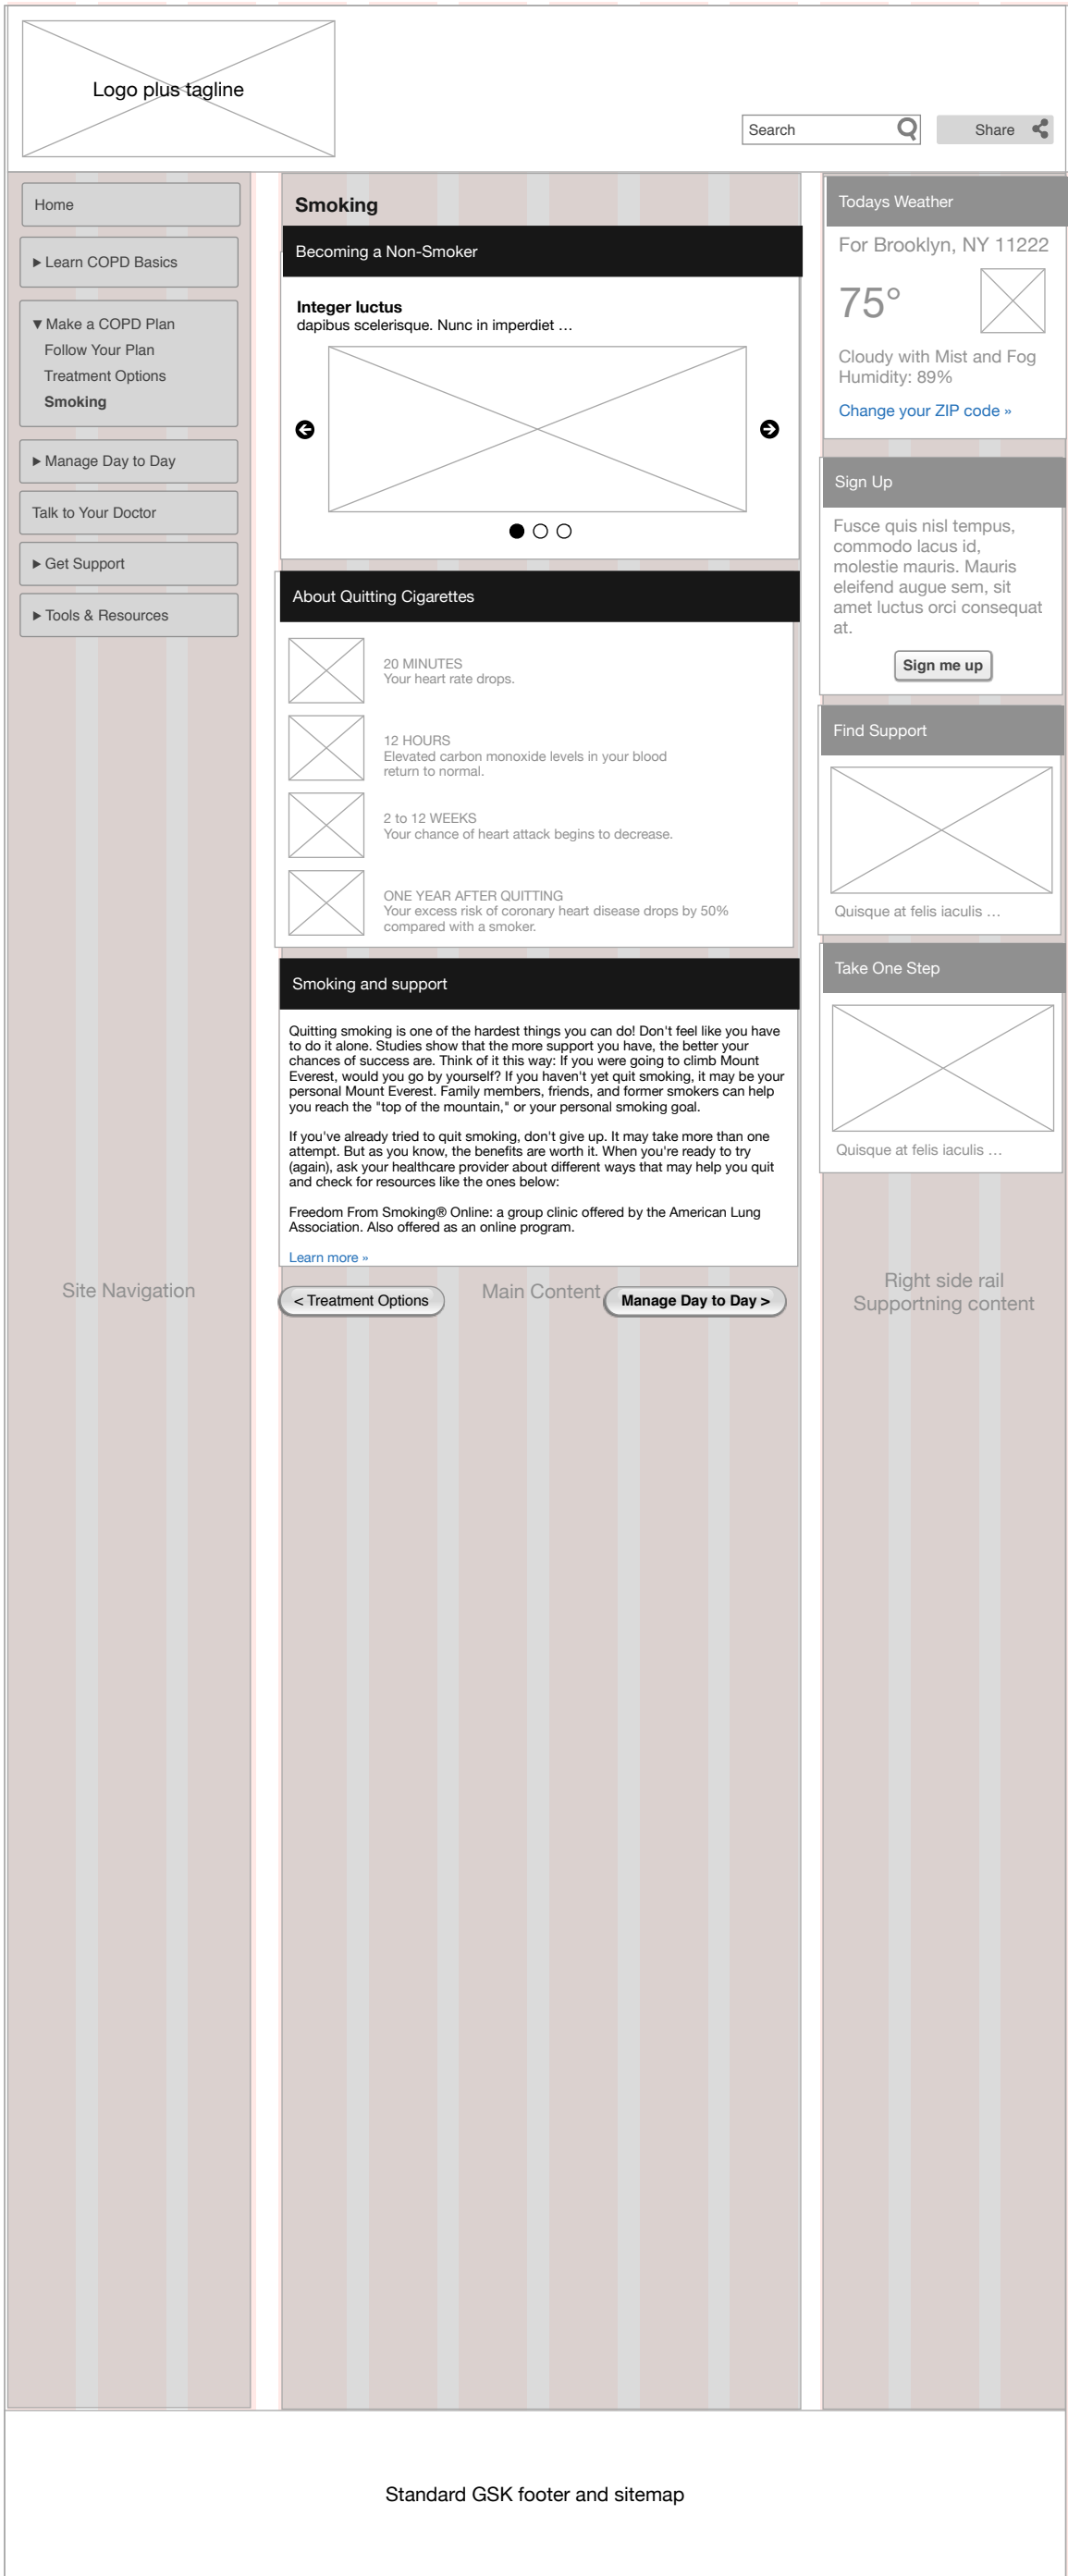 Logo plus tagline
Search
Share
Home
▶ Learn COPD Basics
▼ Make a COPD Plan
Follow Your Plan
Treatment Options
Smoking
▶ Manage Day to Day
Talk to Your Doctor
▶ Get Support
▶ Tools & Resources
Site Navigation
Smoking
Becoming a Non-Smoker
Integer luctus
dapibus scelerisque. Nunc in imperdiet …
About Quitting Cigarettes
20 MINUTES
Your heart rate drops.
12 HOURS
Elevated carbon monoxide levels in your blood
return to normal.
2 to 12 WEEKS
Your chance of heart attack begins to decrease.
ONE YEAR AFTER QUITTING
Your excess risk of coronary heart disease drops by 50%
compared with a smoker.
Smoking and support
Quitting smoking is one of the hardest things you can do! Don't feel like you have
to do it alone. Studies show that the more support you have, the better your
chances of success are. Think of it this way: If you were going to climb Mount
Everest, would you go by yourself? If you haven't yet quit smoking, it may be your
personal Mount Everest. Family members, friends, and former smokers can help
you reach the "top of the mountain," or your personal smoking goal.
If you've already tried to quit smoking, don't give up. It may take more than one
attempt. But as you know, the benefits are worth it. When you're ready to try
(again), ask your healthcare provider about different ways that may help you quit
and check for resources like the ones below:
Freedom From Smoking® Online: a group clinic offered by the American Lung
Association. Also offered as an online program.
Learn more »
< Treatment Options
Main Content
Manage Day to Day >
Todays Weather
For Brooklyn, NY 11222
75°
Cloudy with Mist and Fog
Humidity: 89%
Change your ZIP code »
Sign Up
Fusce quis nisl tempus,
commodo lacus id,
molestie mauris. Mauris
eleifend augue sem, sit
amet luctus orci consequat
at.
Sign me up
Find Support
Quisque at felis iaculis …
Take One Step
Quisque at felis iaculis …
Right side rail
Supportning content
Standard GSK footer and sitemap